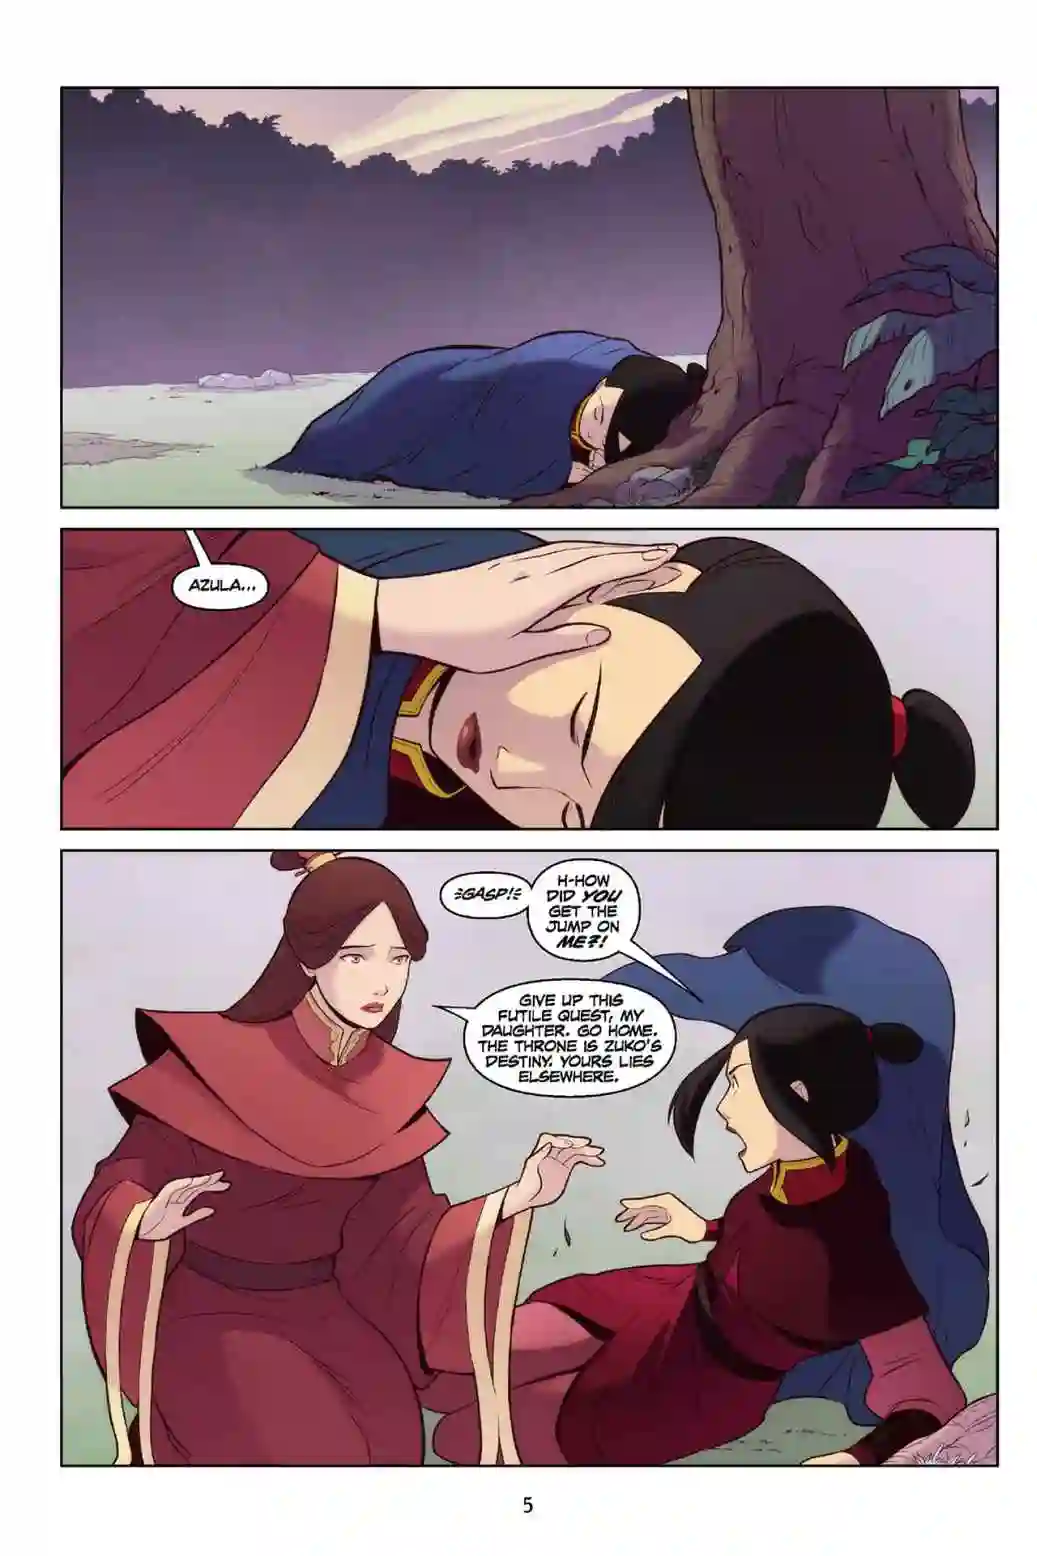 AZULA...
GASP!
H-HOW
DID YOU
GET THE
JUMP ON
ME?!
GIVE UP THIS
FUTILE QUEST, MY
DAUGHTER. GO HOME.
THE THRONE IS ZUKO'S
DESTINY. YOURS LIES
ELSEWHERE.
5